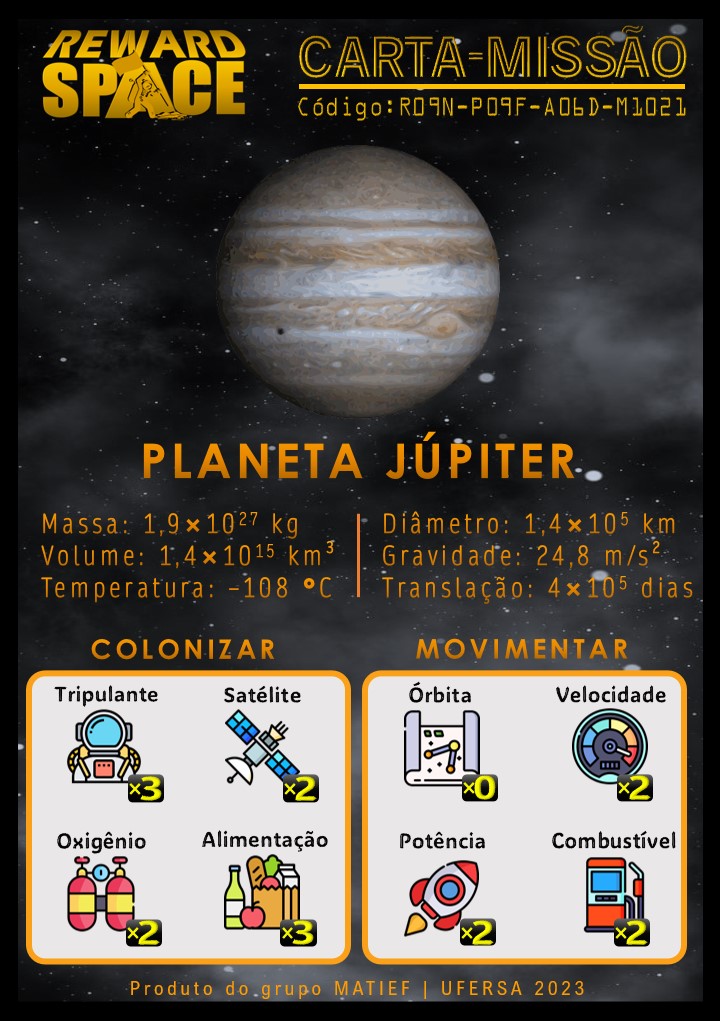 REWARD
SPACE
CARTA-MISSÃO
Código:R09N-P09F-A06D-M1021
PLANETA JÚPITER
Massa: 1,9×10²⁷ kg
Volume: 1,4×10¹⁵ km³
Temperatura: -108 °C
Diâmetro: 1,4×10⁵ km
Gravidade: 24,8 m/s²
Translação: 4×10⁵ dias
COLONIZAR
Tripulante
Satélite
×3
×2
Oxigênio
Alimentação
×2
×3
MOVIMENTAR
Órbita
Velocidade
×0
×2
Potência
Combustível
×2
×2
Produto do grupo MATIEF | UFERSA 2023